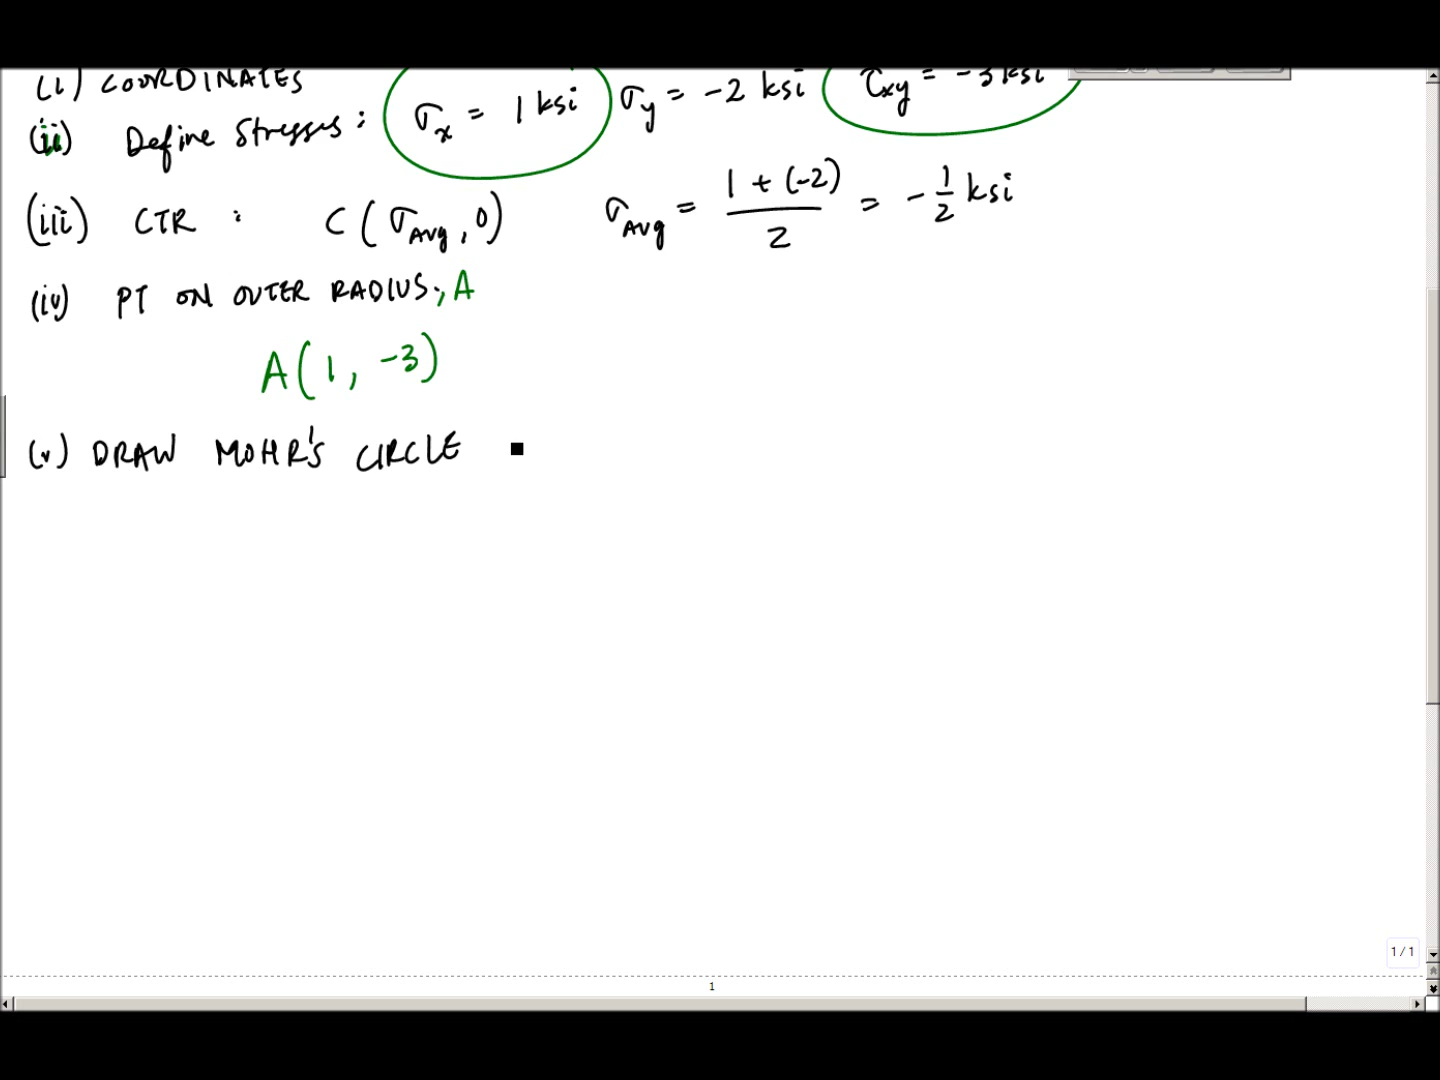 (i) COORDINATES
(ii) Define Stresses : σx = 1 ksi σy = -2 ksi τxy = -3 ksi
(iii) CTR : C ( σAvg, 0) σAvg = 1 + (-2) / 2 = - 1/2 ksi
(iv) PT ON OUTER RADIUS, A
A(1, -3)
(v) DRAW MOHR'S CIRCLE
1 / 1
1